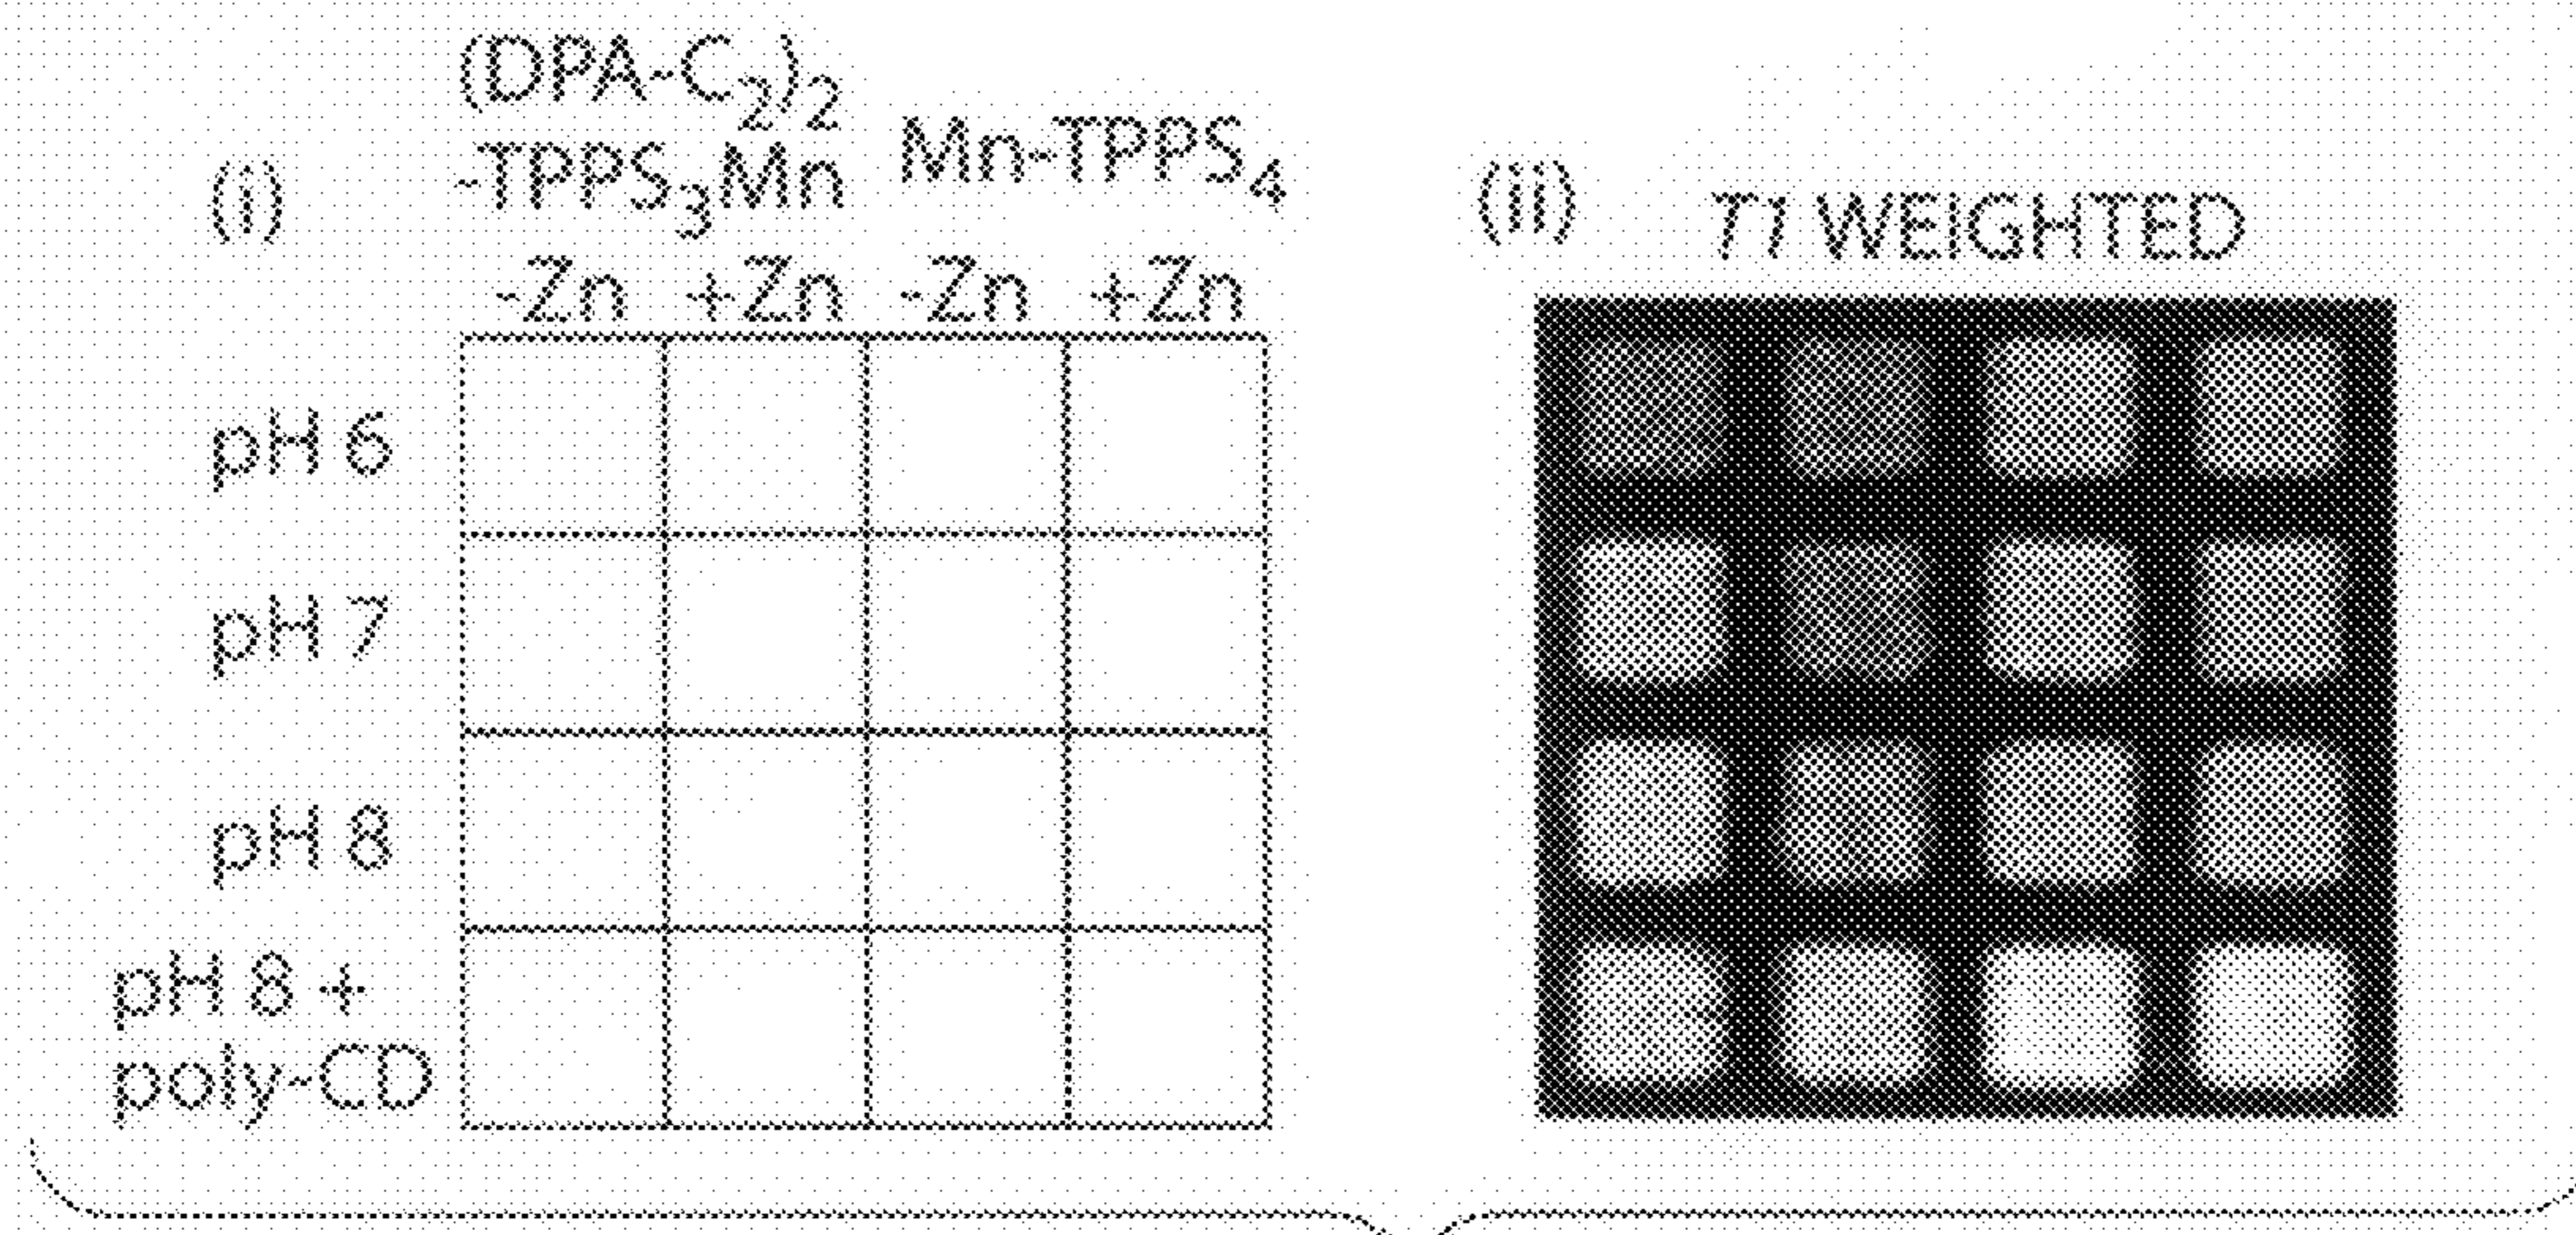 (i)
(DPA-C2)2
-TPPS3Mn
Mn-TPPS4
-Zn +Zn -Zn +Zn
pH 6
pH 7
pH 8
pH 8 +
poly-CD
(ii)
T1 WEIGHTED